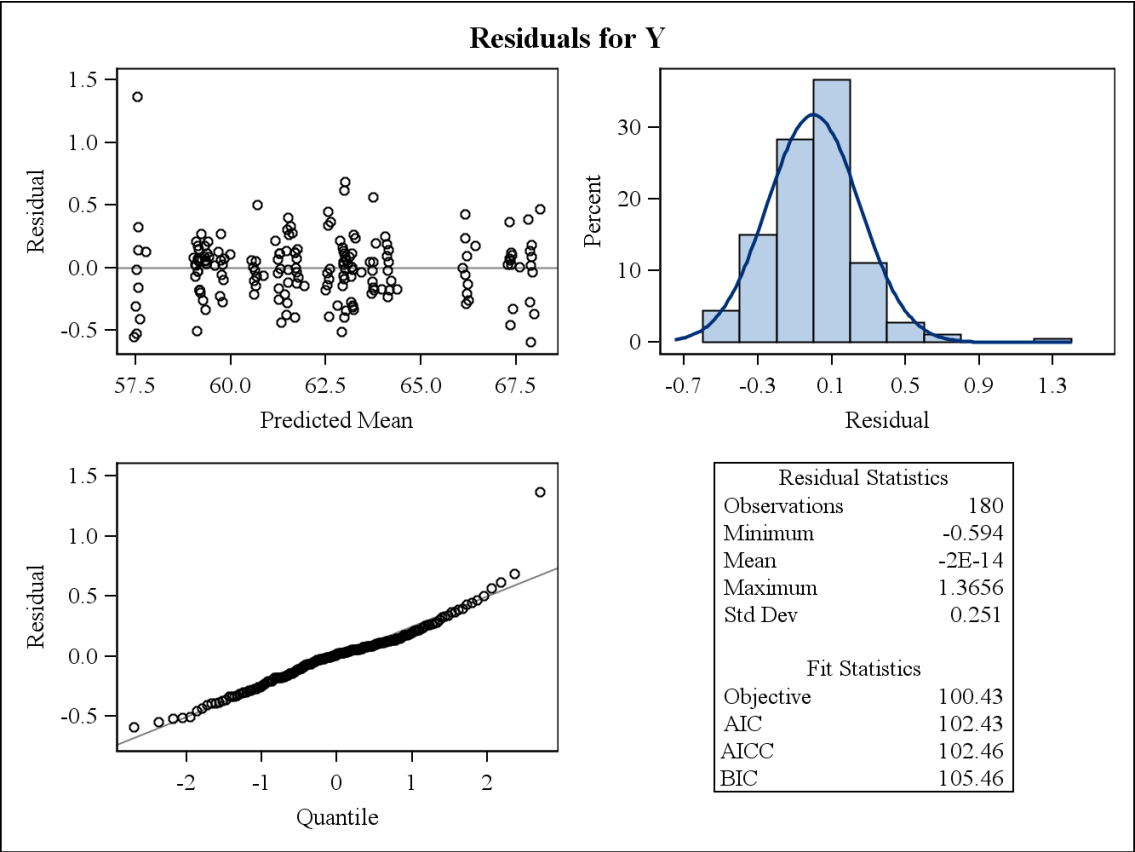 Residuals for Y
1.5
1.0
0.5
0.0
-0.5
Residual
57.5 60.0 62.5 65.0 67.5
Predicted Mean
30
20
10
0
Percent
-0.7 -0.3 0.1 0.5 0.9 1.3
Residual
1.5
1.0
0.5
0.0
-0.5
Residual
-2 -1 0 1 2
Quantile
Residual Statistics
Observations 180
Minimum -0.594
Mean -2E-14
Maximum 1.3656
Std Dev 0.251
Fit Statistics
Objective 100.43
AIC 102.43
AICC 102.46
BIC 105.46